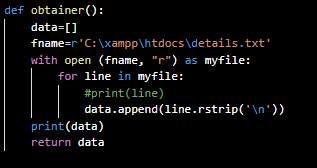 def obtainer():
    data=[]
    fname=r'C:\xampp\htdocs\details.txt'
    with open (fname, "r") as myfile:
        for line in myfile:
            #print(line)
            data.append(line.rstrip('\n'))
    print(data)
    return data